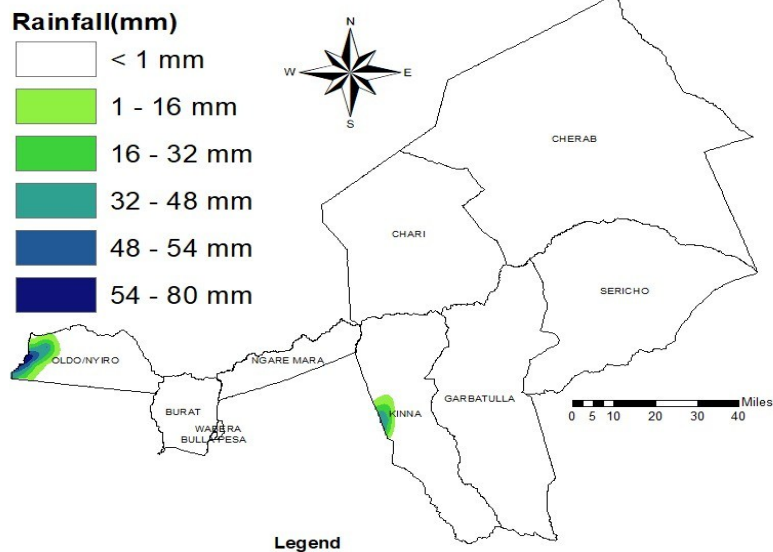 Rainfall(mm)
< 1 mm
1 - 16 mm
16 - 32 mm
32 - 48 mm
48 - 54 mm
54 - 80 mm
N
W
E
S
CHERAB
CHARI
SERICHO
OLDO/NYIRO
NGARE MARA
BURAT
WABERA
BULLA PESA
KINNA
GARBATULLA
Miles
0 5 10 20 30 40
Legend